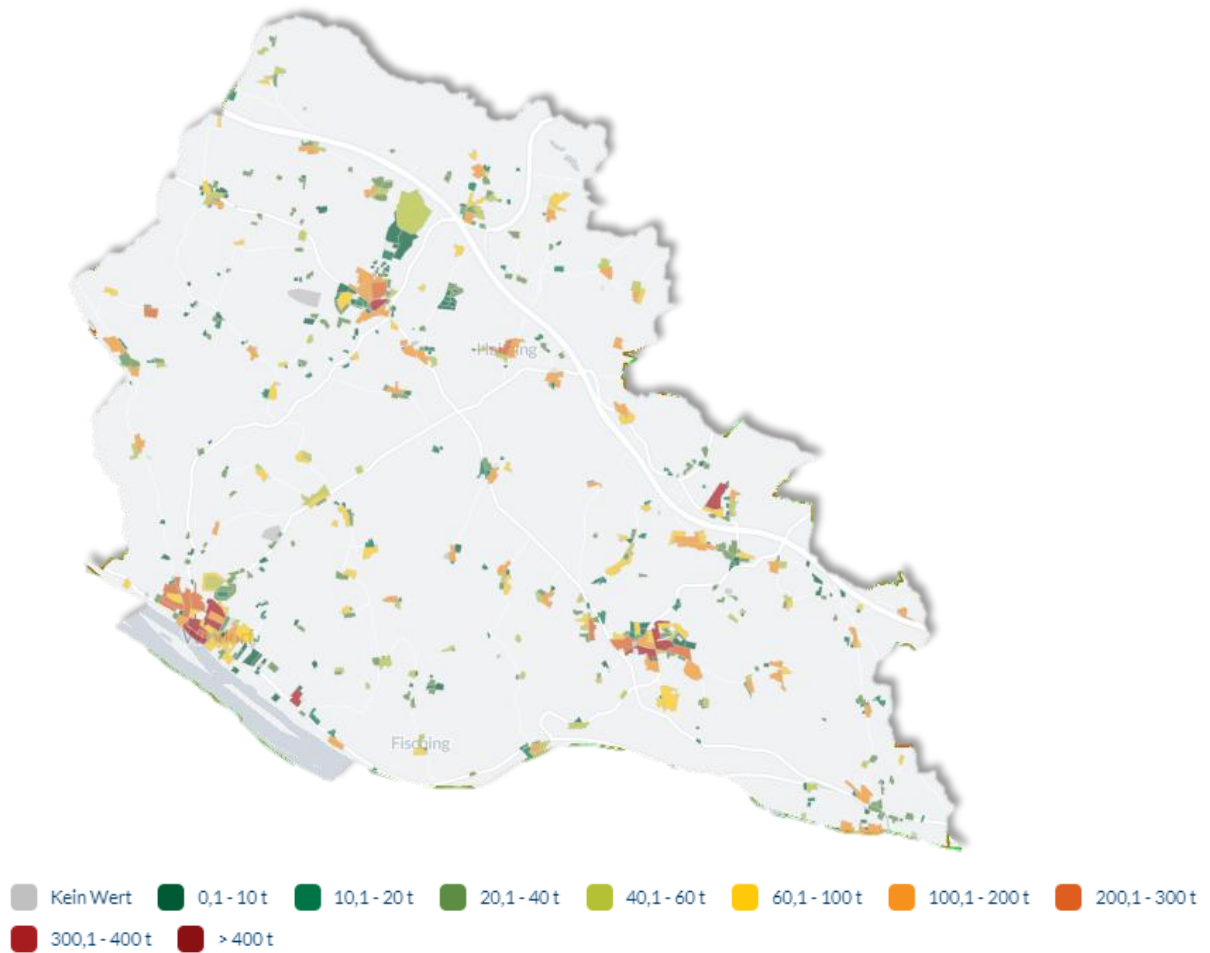 Fisching
Kein Wert
0,1 - 10 t
10,1 - 20 t
20,1 - 40 t
40,1 - 60 t
60,1 - 100 t
100,1 - 200 t
200,1 - 300 t
300,1 - 400 t
> 400 t